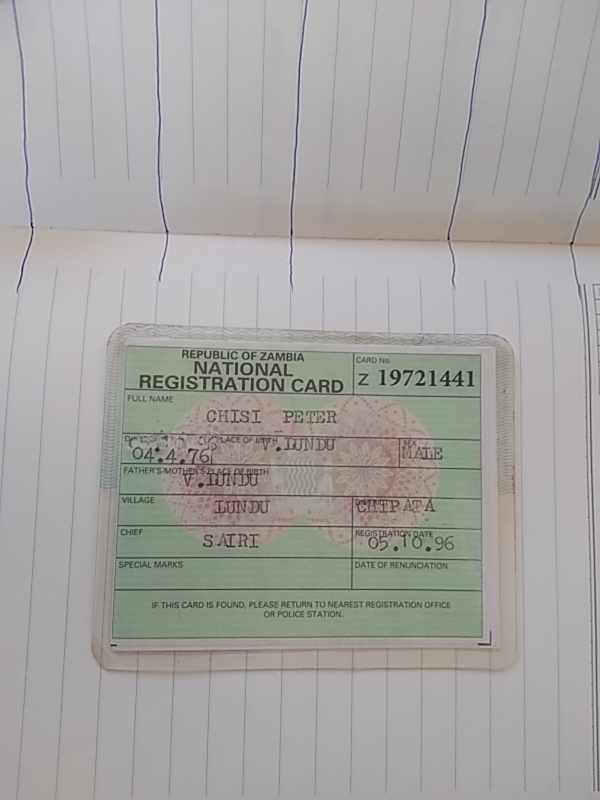 REPUBLIC OF ZAMBIA
NATIONAL
REGISTRATION CARD
CARD No.
Z 19721441
FULL NAME
CHISI PETER
PLACE OF BIRTH
V.LUNDU
SEX
MALE
04.4.76
FATHER'S/MOTHER'S PLACE OF BIRTH
V.LUNDU
VILLAGE
LUNDU
CHIPATA
CHIEF
SAIRI
REGISTRATION DATE
05.10.96
SPECIAL MARKS
DATE OF RENUNCIATION
IF THIS CARD IS FOUND, PLEASE RETURN TO NEAREST REGISTRATION OFFICE
OR POLICE STATION.